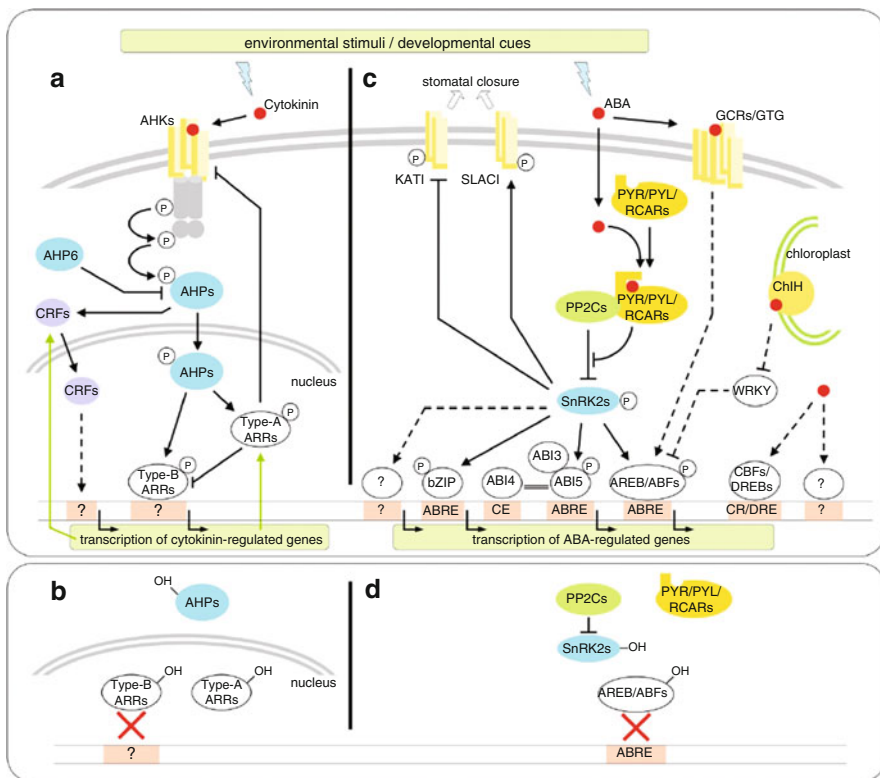 environmental stimuli / developmental cues
a
Cytokinin
AHKs
P
P
AHP6
P
AHPs
CRFs
nucleus
P
AHPs
CRFs
P
Type-A
ARRs
P
Type-B
ARRs
?
?
transcription of cytokinin-regulated genes
c
stomatal closure
ABA
GCRs/GTG
P
KATI
P
SLACI
PYR/PYL/
RCARs
chloroplast
ChlH
PP2Cs
PYR/PYL/
RCARs
SnRK2s
P
WRKY
?
P
bZIP
ABI4
ABI3
ABI5
P
AREB/ABFs
P
CBFs/
DREBs
?
?
ABRE
CE
ABRE
ABRE
CR/DRE
?
transcription of ABA-regulated genes
b
OH
AHPs
nucleus
OH
Type-B
ARRs
OH
Type-A
ARRs
?
d
PP2Cs
PYR/PYL/
RCARs
SnRK2s
OH
OH
AREB/ABFs
ABRE